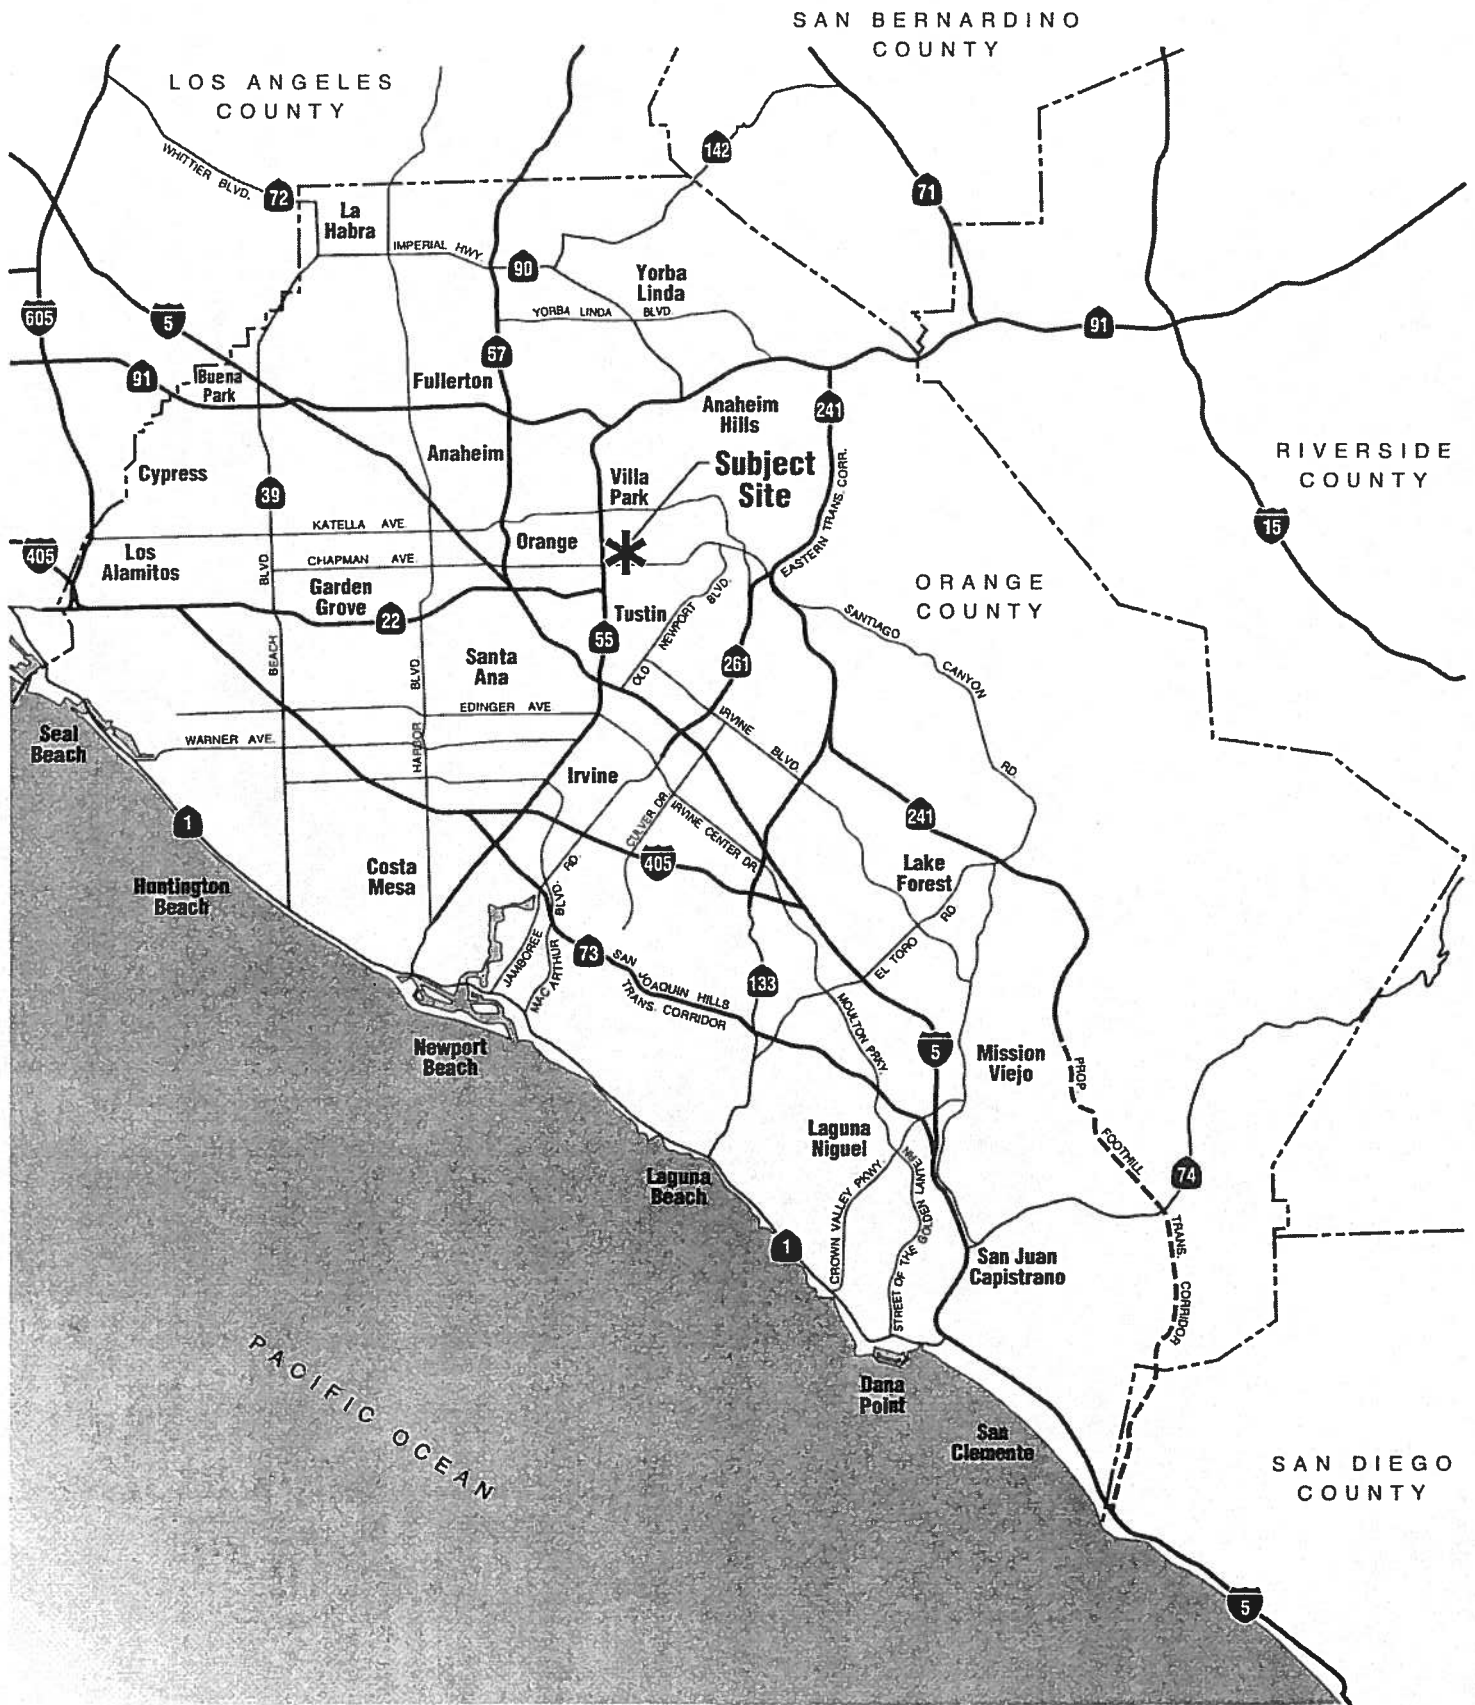 SAN BERNARDINO
COUNTY
LOS ANGELES
COUNTY
WHITTIER BLVD.
72
142
71
La
Habra
IMPERIAL HWY.
90
Yorba
Linda
YORBA LINDA BLVD.
605
5
91
57
91
Buena
Park
Fullerton
Anaheim
Hills
241
RIVERSIDE
COUNTY
Cypress
Anaheim
Villa
Park
Subject
Site
EASTERN TRANS. CORR.
39
15
KATELLA AVE.
Orange
405
Los
Alamitos
BLVD
CHAPMAN AVE.
ORANGE
COUNTY
Garden
Grove
22
Tustin
55
OLD NEWPORT BLVD.
261
SANTIAGO CANYON RD.
BEACH
Santa
Ana
HARBOR BLVD.
EDINGER AVE
WARNER AVE.
IRVINE BLVD.
Seal
Beach
Irvine
1
CULVER DR.
IRVINE CENTER DR.
241
405
Costa
Mesa
Lake
Forest
Huntington
Beach
RD.
BLVD.
JAMBOREE
MAC ARTHUR
73
SAN JOAQUIN HILLS
TRANS. CORRIDOR
133
EL TORO RD
MOULTON PRKY.
Newport
Beach
5
Mission
Viejo
PROP FOOTHILL TRANS. CORRIDOR
Laguna
Niguel
Laguna
Beach
CROWN VALLEY PKWY.
STREET OF THE GOLDEN LANTERN
74
1
San Juan
Capistrano
PACIFIC OCEAN
Dana
Point
San
Clemente
SAN DIEGO
COUNTY
5